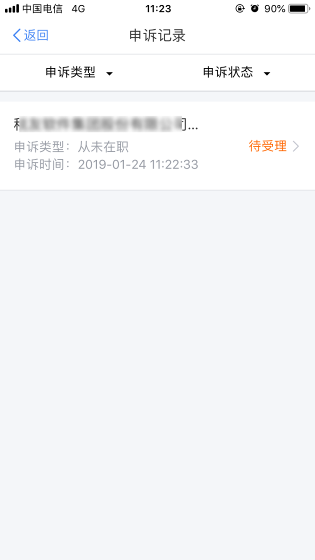 中国电信 4G 11:23 90%
返回 申诉记录
申诉类型 申诉状态
司...
申诉类型：从未在职
待受理
申诉时间：2019-01-24 11:22:33